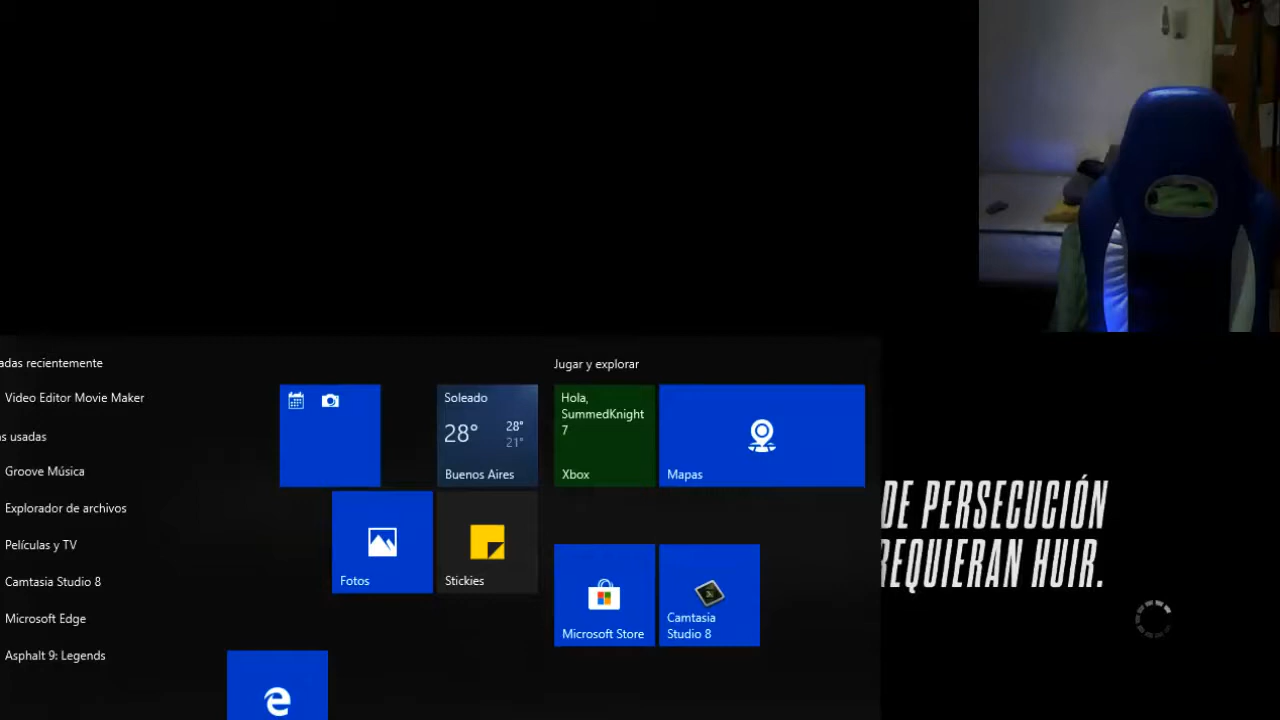 adas recientemente
Video Editor Movie Maker
s usadas
Groove Música
Explorador de archivos
Películas y TV
Camtasia Studio 8
Microsoft Edge
Asphalt 9: Legends
Soleado
28°
28°
21°
Buenos Aires
Fotos
Stickies
Jugar y explorar
Hola,
SummedKnight
7
Xbox
Mapas
Microsoft Store
Camtasia
Studio 8
DE PERSECUCIÓN
REQUIERAN HUIR.